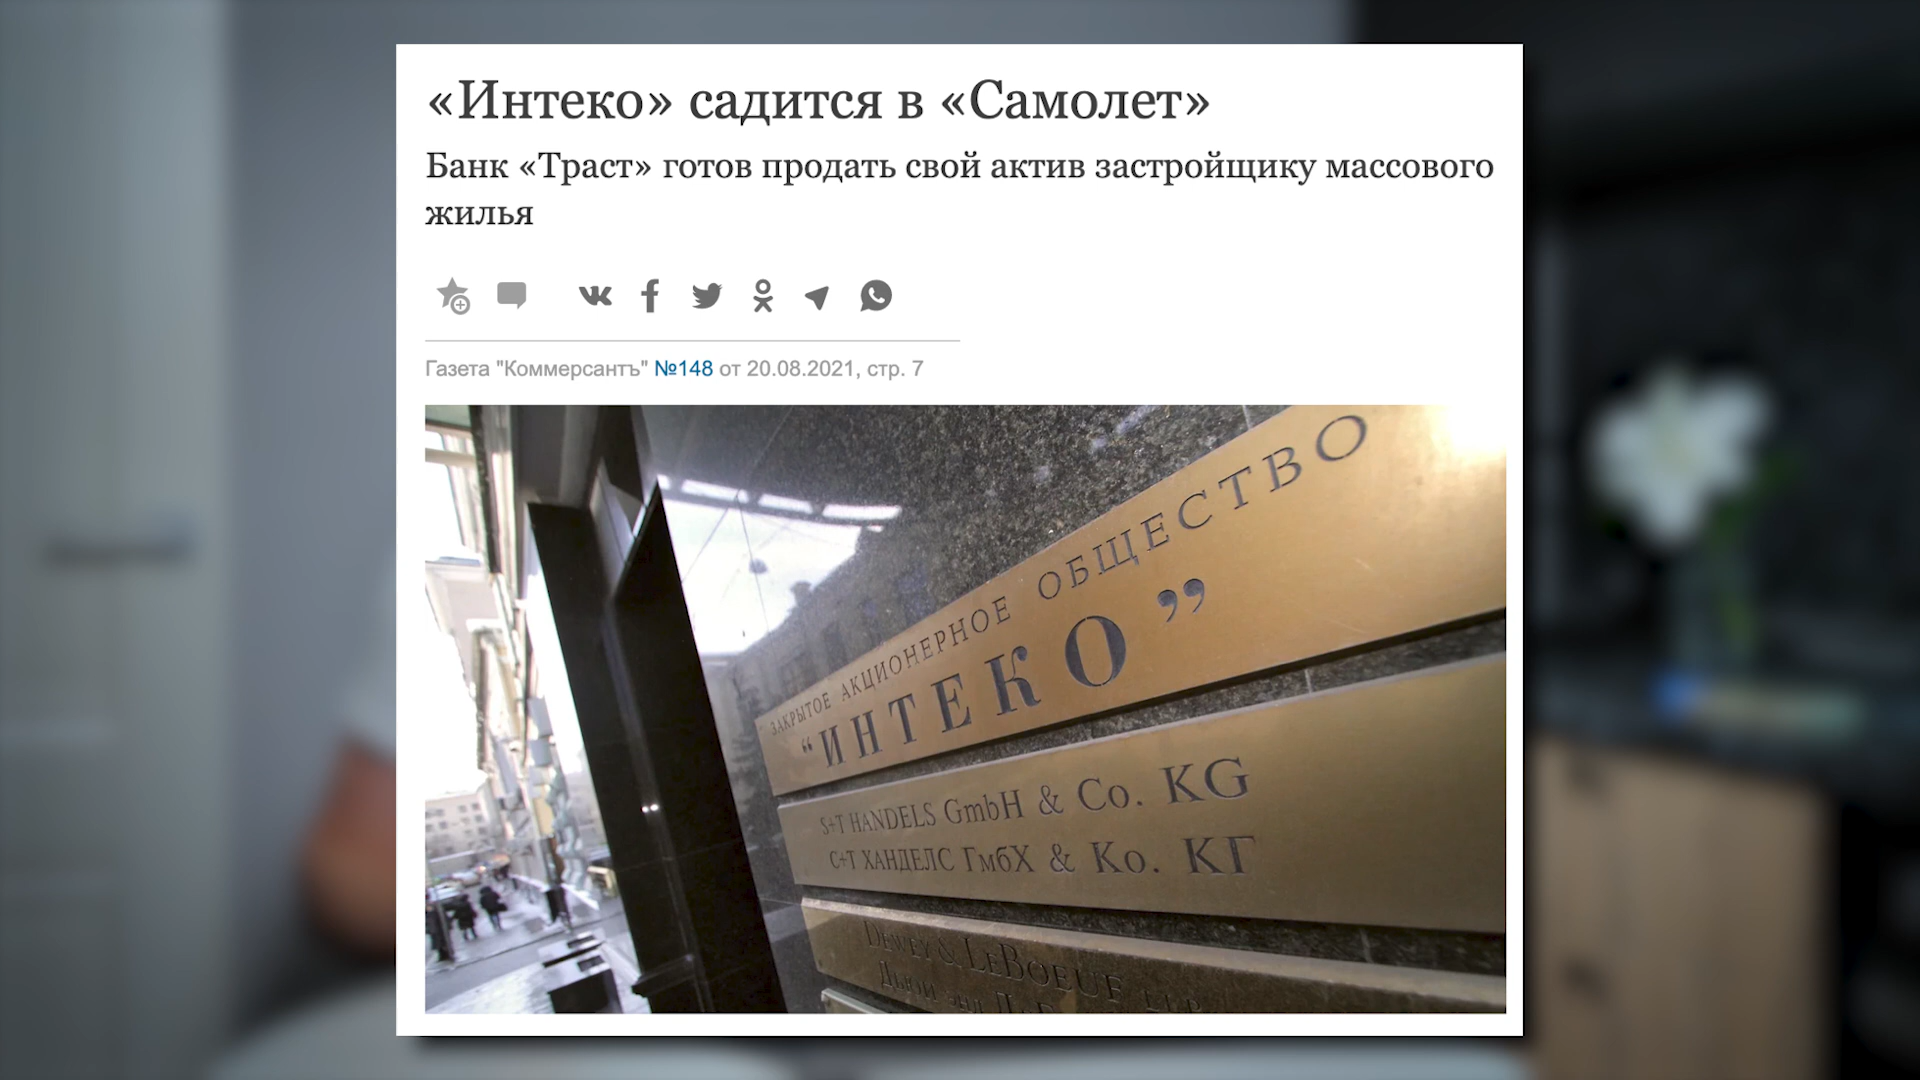 «Интеко» садится в «Самолет»
Банк «Траст» готов продать свой актив застройщику массового
жилья
Газета "Коммерсантъ" №148 от 20.08.2021, стр. 7
ЗАКРЫТОЕ АКЦИОНЕРНОЕ ОБЩЕСТВО
“ИНТЕКО”
S+T HANDELS GmbH & Co. KG
С+Т ХАНДЕЛС ГмбХ & Ко. КГ
DEWEY & LEBOEUF LLP